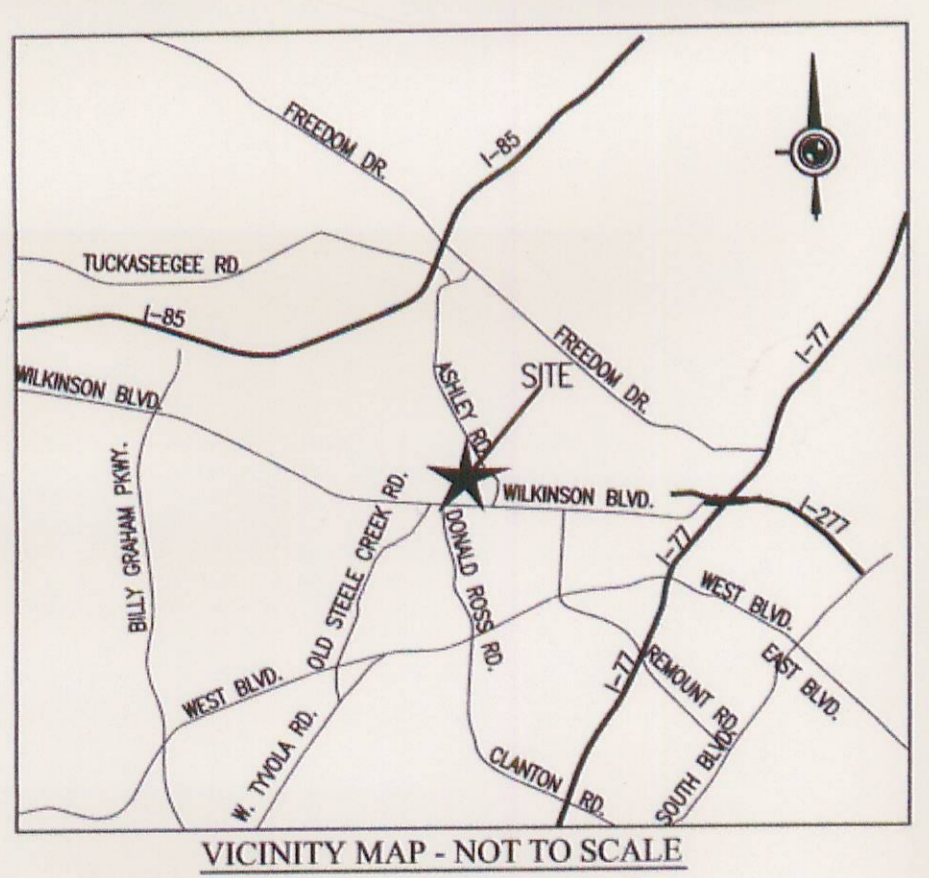 FREEDOM DR.
I-85
TUCKASEEGEE RD.
I-85
I-77
FREEDOM DR.
WILKINSON BLVD.
ASHLEY RD.
SITE
BILLY GRAHAM PKWY.
OLD STEELE CREEK RD.
WILKINSON BLVD.
I-277
DONALD ROSS RD.
I-77
WEST BLVD.
WEST BLVD.
I-77
REMOUNT RD.
EAST BLVD.
W. TYVOLA RD.
CLANTON RD.
SOUTH BLVD.
VICINITY MAP - NOT TO SCALE